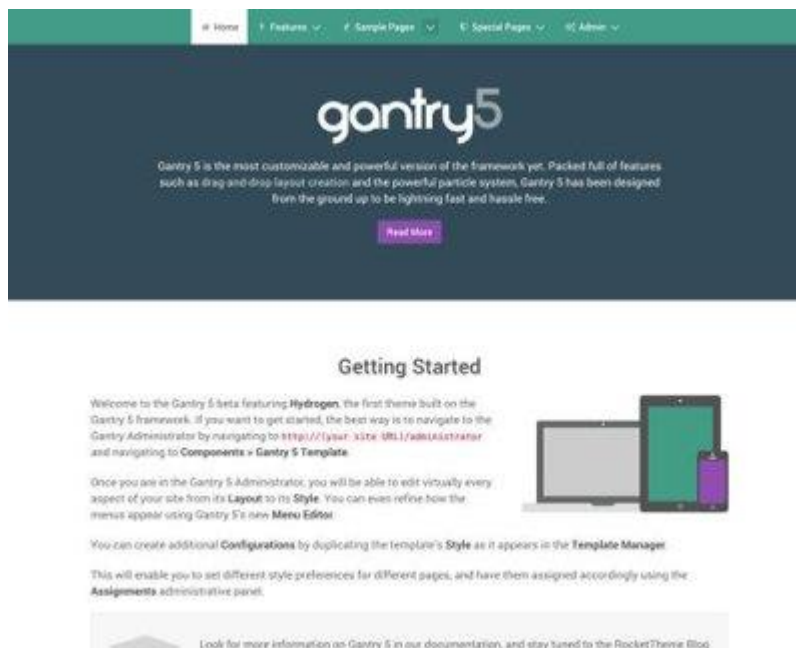 Home Features Sample Pages Special Pages Admin
gantry5
Gantry 5 is the most customizable and powerful version of the framework yet. Packed full of features
such as drag-and-drop layout creation and the powerful particle system, Gantry 5 has been designed
from the ground up to be lightning fast and hassle free.
Read More
Getting Started
Welcome to the Gantry 5 beta featuring Hydrogen, the first theme built on the
Gantry 5 framework. If you want to get started, the best way is to navigate to the
Gantry Administrator by navigating to http://(your site URL)/administrator
and navigating to Components » Gantry 5 Template.
Once you are in the Gantry 5 Administrator, you will be able to edit virtually every
aspect of your site from its Layout to its Style. You can even refine how the
menus appear using Gantry 5's new Menu Editor.
You can create additional Configurations by duplicating the template's Style as it appears in the Template Manager.
This will enable you to set different style preferences for different pages, and have them assigned accordingly using the
Assignments administrative panel.
Look for more information on Gantry 5 in our documentation, and stay tuned to the RocketTheme Blog